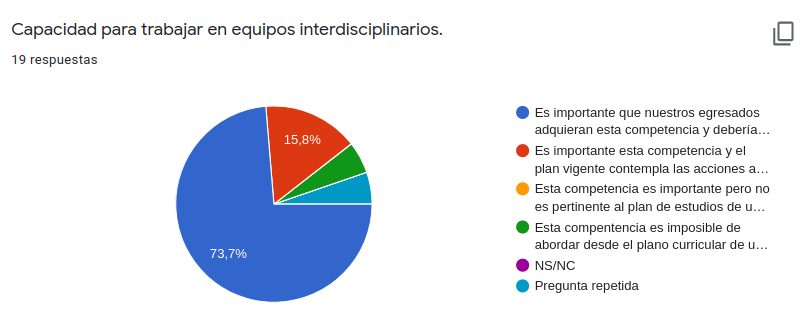 Capacidad para trabajar en equipos interdisciplinarios.
19 respuestas
15,8%
73,7%
Es importante que nuestros egresados
adquieran esta competencia y debería…
Es importante esta competencia y el
plan vigente contempla las acciones a…
Esta competencia es importante pero no
es pertinente al plan de estudios de u…
Esta compentencia es imposible de
abordar desde el plano curricular de u…
NS/NC
Pregunta repetida